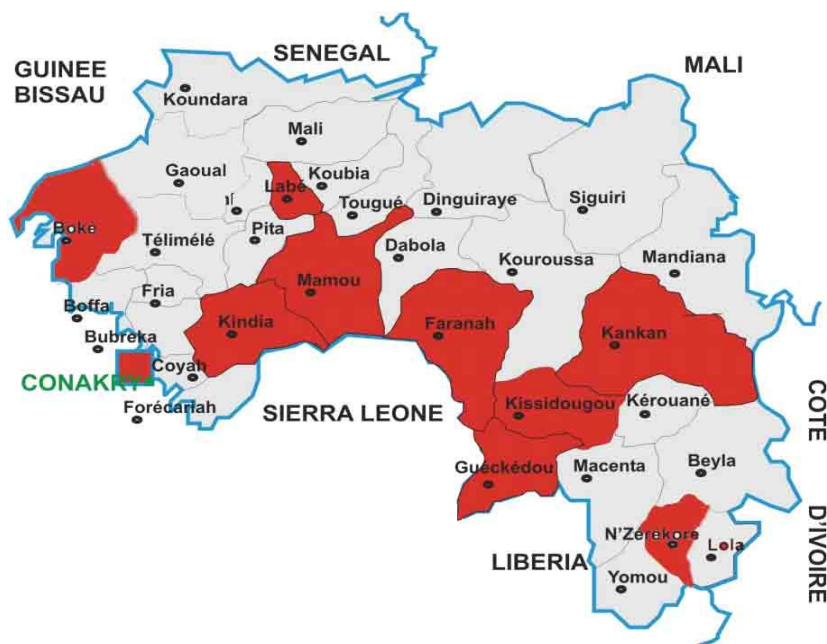 SENEGAL
GUINEE
BISSAU
MALI
Koundara
Mali
Gaoual
Koubia
Labé
Tougué
Dinguiraye
Siguiri
Boké
Pita
Télimélé
Dabola
Kouroussa
Mandiana
Mamou
Fria
Boffa
Kindia
Faranah
Kankan
Bubreka
Coyah
CONAKRY
Forécariah
SIERRA LEONE
Kissidougou
Kérouané
COTE
D'IVOIRE
Guéckédou
Macenta
Beyla
N'Zérekore
Lola
LIBERIA
Yomou